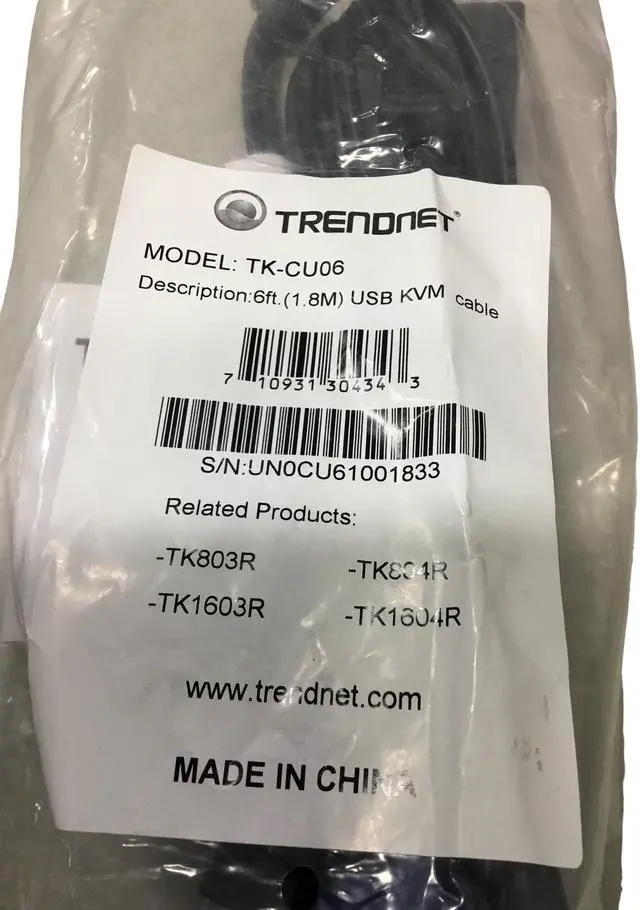 TRENDNET®
MODEL: TK-CU06
Description:6ft.(1.8M) USB KVM cable
7 10931 30434 3
S/N:UN0CU61001833
Related Products:
-TK803R -TK804R
-TK1603R -TK1604R
www.trendnet.com
MADE IN CHINA